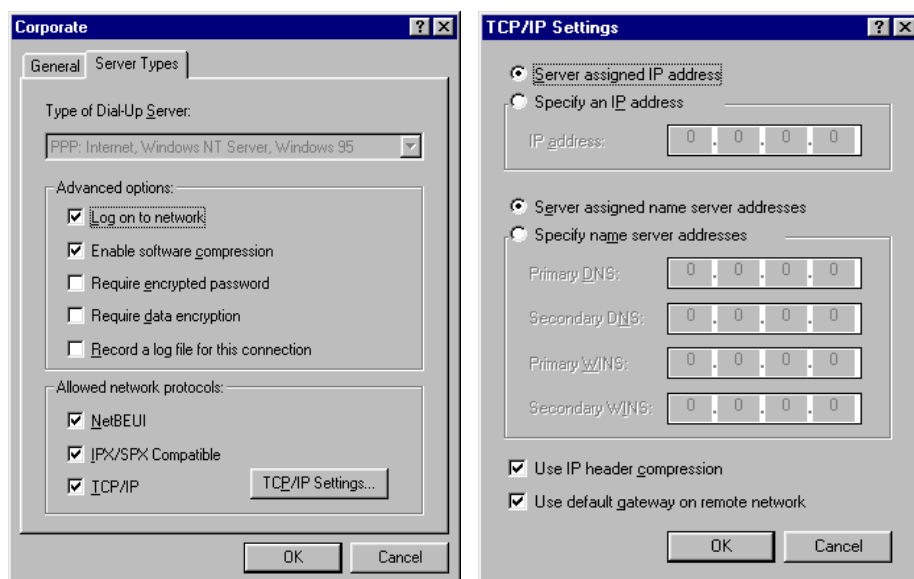 Corporate
General
Server Types
Type of Dial-Up Server:
PPP: Internet, Windows NT Server, Windows 95
Advanced options:
Log on to network
Enable software compression
Require encrypted password
Require data encryption
Record a log file for this connection
Allowed network protocols:
NetBEUI
IPX/SPX Compatible
TCP/IP
TCP/IP Settings...
OK
Cancel
TCP/IP Settings
Server assigned IP address
Specify an IP address
IP address: 0 . 0 . 0 . 0
Server assigned name server addresses
Specify name server addresses
Primary DNS: 0 . 0 . 0 . 0
Secondary DNS: 0 . 0 . 0 . 0
Primary WINS: 0 . 0 . 0 . 0
Secondary WINS: 0 . 0 . 0 . 0
Use IP header compression
Use default gateway on remote network
OK
Cancel